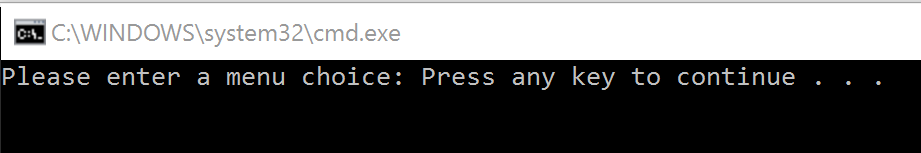 C:\WINDOWS\system32\cmd.exe
Please enter a menu choice: Press any key to continue . . .